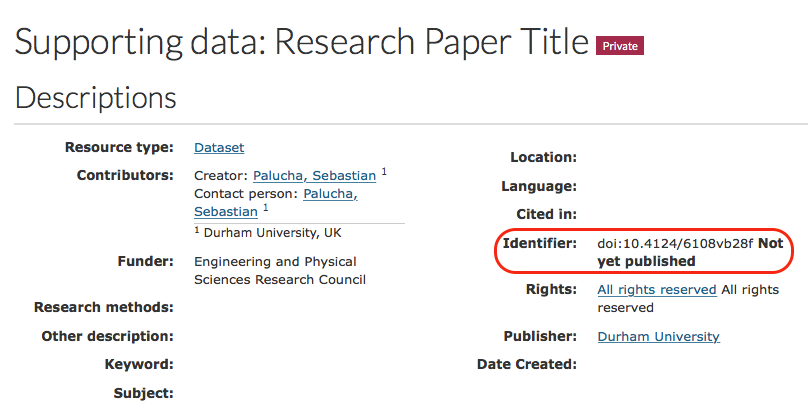 Supporting data: Research Paper Title Private
Descriptions
Resource type: Dataset
Contributors: Creator: Palucha, Sebastian 1
Contact person: Palucha,
Sebastian 1
1 Durham University, UK
Funder: Engineering and Physical
Sciences Research Council
Research methods:
Other description:
Keyword:
Subject:
Location:
Language:
Cited in:
Identifier: doi:10.4124/6108vb28f Not
yet published
Rights: All rights reserved All rights
reserved
Publisher: Durham University
Date Created: